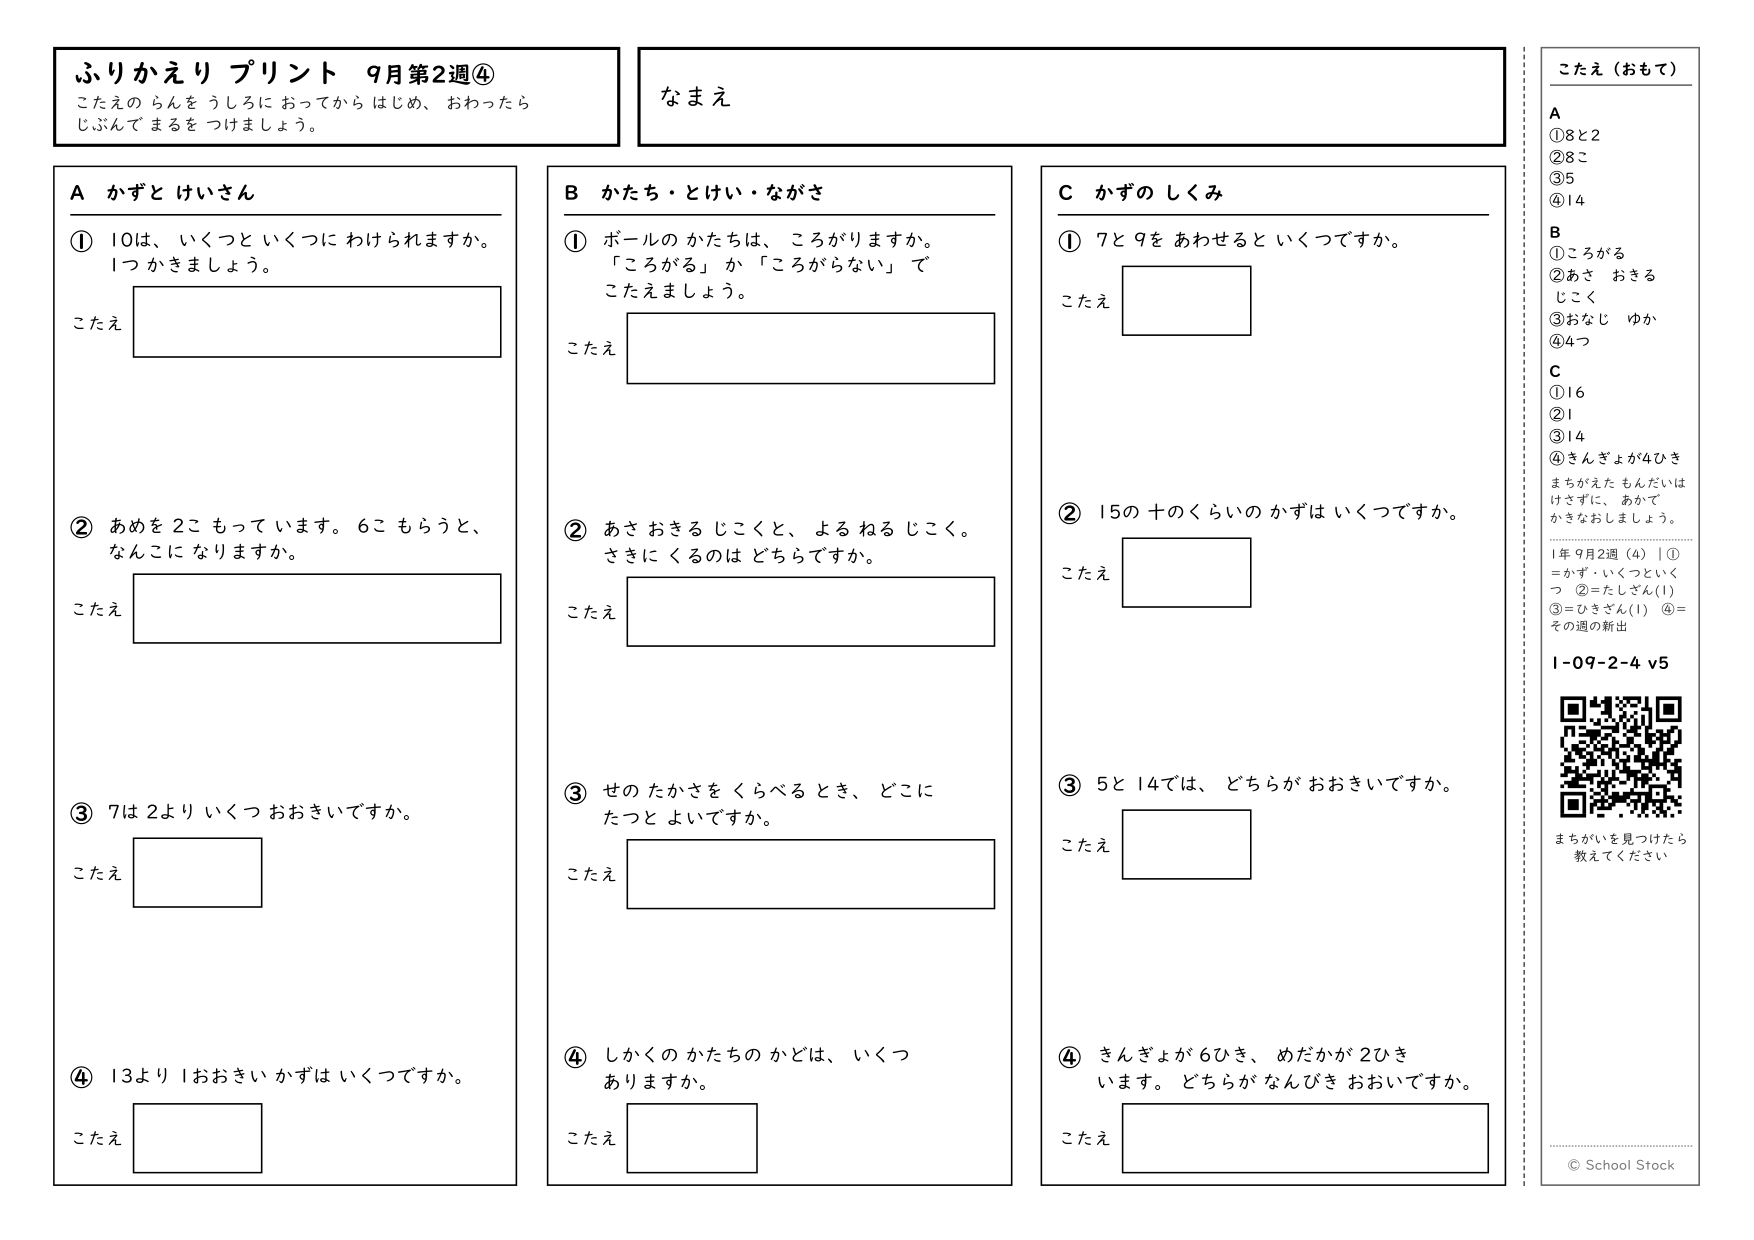 ふりかえり プリント　9月第2週④
こたえの らんを うしろに おってから はじめ、 おわったら
じぶんで まるを つけましょう。
なまえ
A　かずと けいさん
① 10は、 いくつと いくつに わけられますか。
1つ かきましょう。
こたえ
② あめを 2こ もって います。 6こ もらうと、
なんこに なりますか。
こたえ
③ 7は 2より いくつ おおきいですか。
こたえ
④ 13より 1おおきい かずは いくつですか。
こたえ
B　かたち・とけい・ながさ
① ボールの かたちは、 ころがりますか。
「ころがる」 か 「ころがらない」 で
こたえましょう。
こたえ
② あさ おきる じこくと、 よる ねる じこく。
さきに くるのは どちらですか。
こたえ
③ せの たかさを くらべる とき、 どこに
たつと よいですか。
こたえ
④ しかくの かたちの かどは、 いくつ
ありますか。
こたえ
C　かずの しくみ
① 7と 9を あわせると いくつですか。
こたえ
② 15の 十のくらいの かずは いくつですか。
こたえ
③ 5と 14では、 どちらが おおきいですか。
こたえ
④ きんぎょが 6ひき、 めだかが 2ひき
います。 どちらが なんびき おおいですか。
こたえ
こたえ（おもて）
A
①8と2
②8こ
③5
④14
B
①ころがる
②あさ　おきる
じこく
③おなじ　ゆか
④4つ
C
①16
②1
③14
④きんぎょが4ひき
まちがえた もんだいは
けさずに、 あかで
かきなおしましょう。
1年 9月2週（4）｜①
＝かず・いくつといく
つ　②＝たしざん(1)
③＝ひきざん(1)　④＝
その週の新出
1-09-2-4 v5
まちがいを見つけたら
教えてください
© School Stock